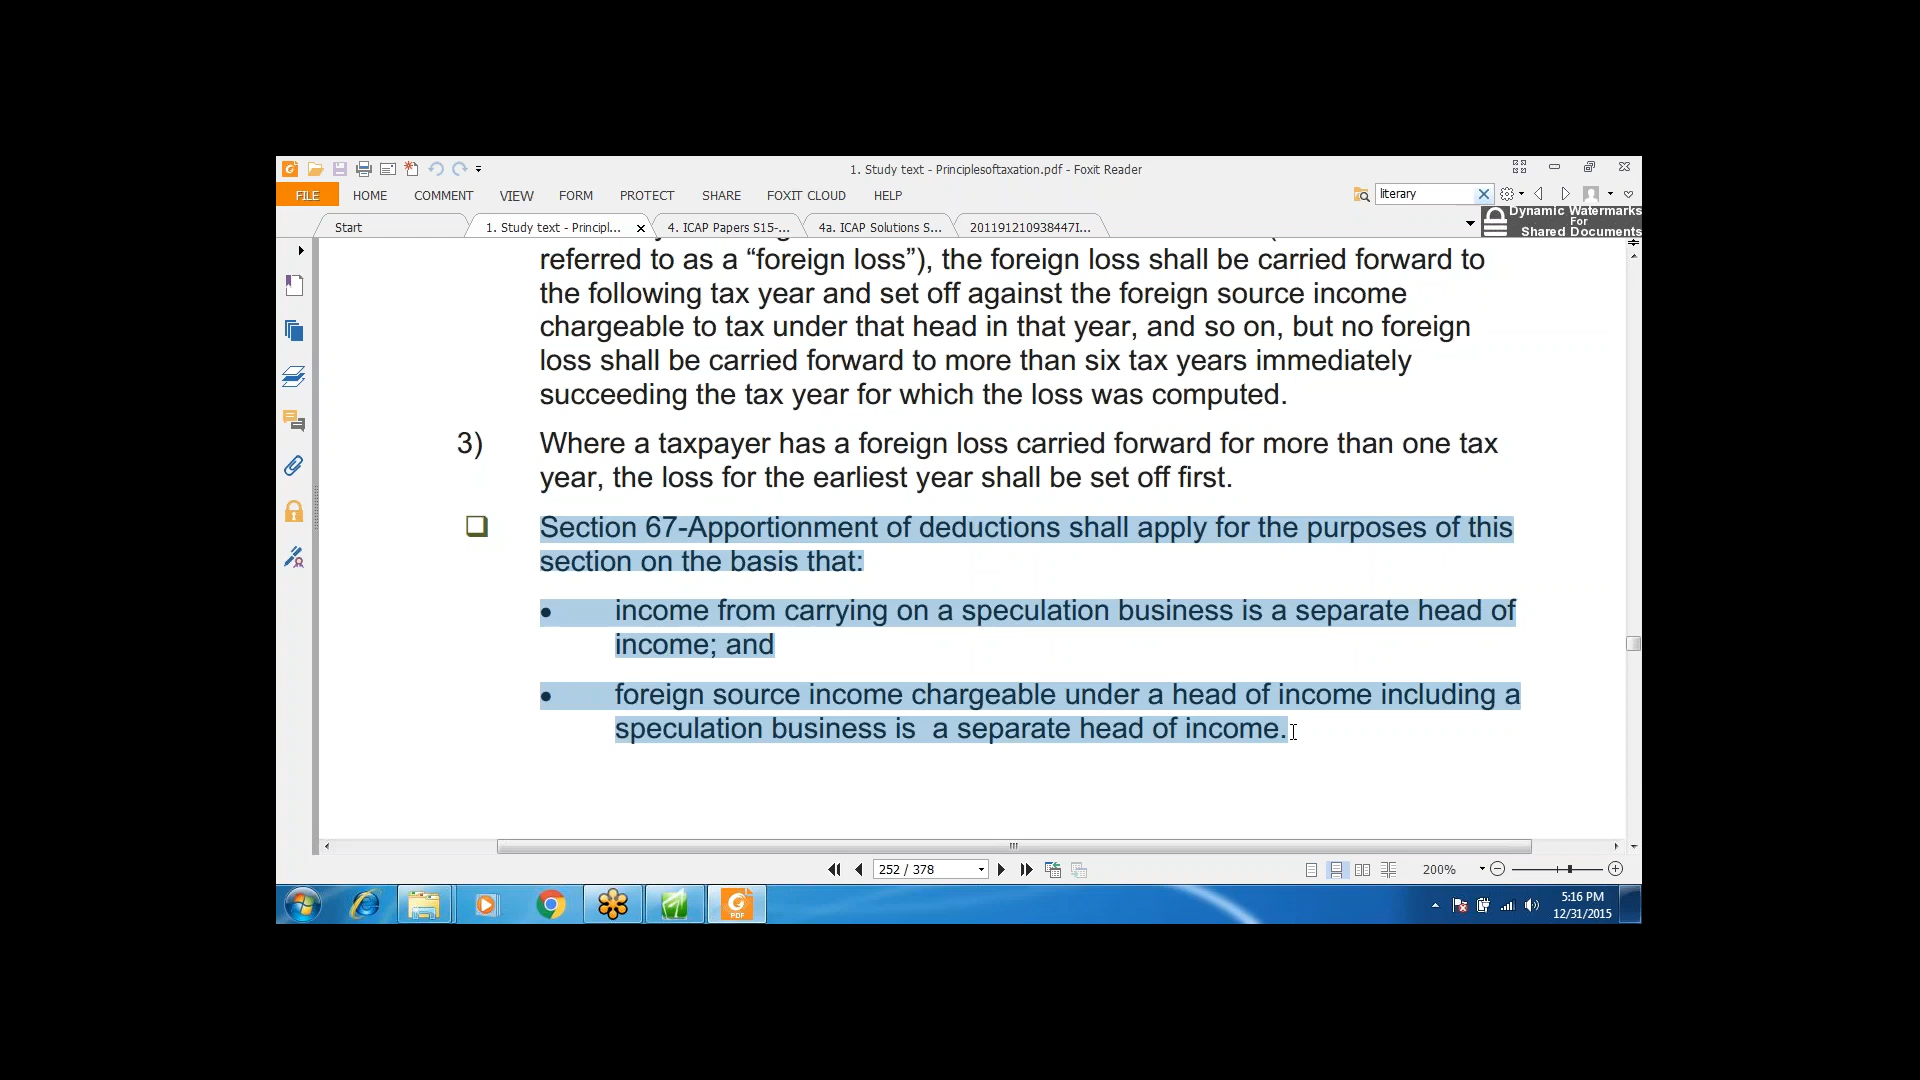 1. Study text - Principlesoftaxation.pdf - Foxit Reader
FILE HOME COMMENT VIEW FORM PROTECT SHARE FOXIT CLOUD HELP
literary
Start
1. Study text - Principl...
4. ICAP Papers S15-...
4a. ICAP Solutions S...
201191210938447I...
Dynamic Watermarks
For
Shared Documents
referred to as a “foreign loss”), the foreign loss shall be carried forward to
the following tax year and set off against the foreign source income
chargeable to tax under that head in that year, and so on, but no foreign
loss shall be carried forward to more than six tax years immediately
succeeding the tax year for which the loss was computed.
3) Where a taxpayer has a foreign loss carried forward for more than one tax
year, the loss for the earliest year shall be set off first.
❑ Section 67-Apportionment of deductions shall apply for the purposes of this
section on the basis that:
• income from carrying on a speculation business is a separate head of
income; and
• foreign source income chargeable under a head of income including a
speculation business is  a separate head of income.
252 / 378
200%
PDF
5:16 PM
12/31/2015